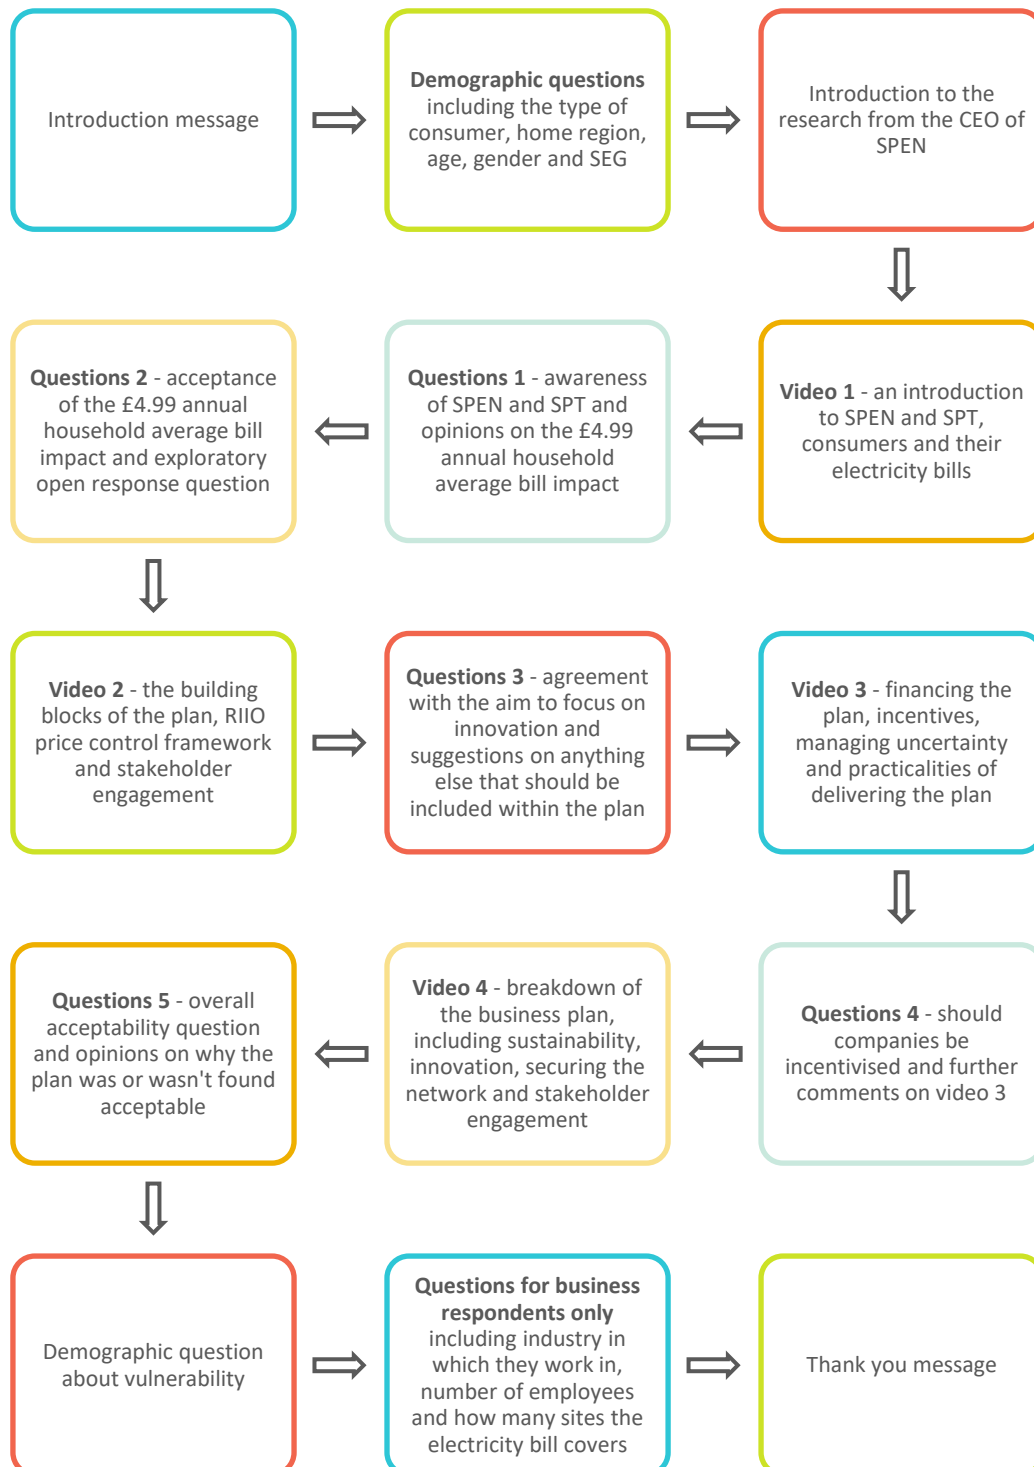 Introduction message
Demographic questions
including the type of
consumer, home region,
age, gender and SEG
Introduction to the
research from the CEO of
SPEN
Video 1 - an introduction
to SPEN and SPT,
consumers and their
electricity bills
Questions 1 - awareness
of SPEN and SPT and
opinions on the £4.99
annual household
average bill impact
Questions 2 - acceptance
of the £4.99 annual
household average bill
impact and exploratory
open response question
Video 2 - the building
blocks of the plan, RIIO
price control framework
and stakeholder
engagement
Questions 3 - agreement
with the aim to focus on
innovation and
suggestions on anything
else that should be
included within the plan
Video 3 - financing the
plan, incentives,
managing uncertainty
and practicalities of
delivering the plan
Questions 4 - should
companies be
incentivised and further
comments on video 3
Video 4 - breakdown of
the business plan,
including sustainability,
innovation, securing the
network and stakeholder
engagement
Questions 5 - overall
acceptability question
and opinions on why the
plan was or wasn't found
acceptable
Demographic question
about vulnerability
Questions for business
respondents only
including industry in
which they work in,
number of employees
and how many sites the
electricity bill covers
Thank you message